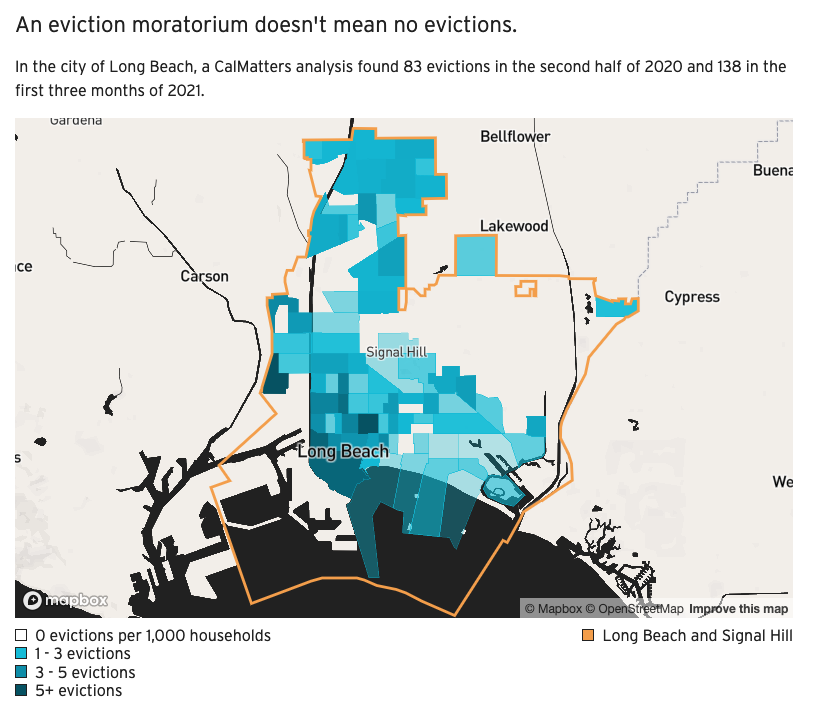 An eviction moratorium doesn't mean no evictions.
In the city of Long Beach, a CalMatters analysis found 83 evictions in the second half of 2020 and 138 in the
first three months of 2021.
Gardena
Bellflower
Buena
Lakewood
ce
Carson
Cypress
Signal Hill
Long Beach
s
We
mapbox
© Mapbox © OpenStreetMap Improve this map
0 evictions per 1,000 households
Long Beach and Signal Hill
1 - 3 evictions
3 - 5 evictions
5+ evictions